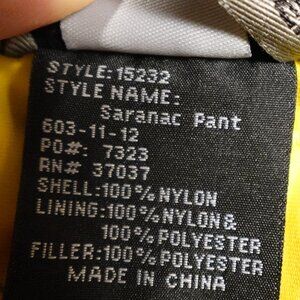 STYLE:15232
STYLE NAME:
Saranac Pant
603-11-12
PO#: 7323
RN# 37037
SHELL:100%NYLON
LINING:100%NYLON&
100%POLYESTER
FILLER:100%POLYESTER
MADE IN CHINA